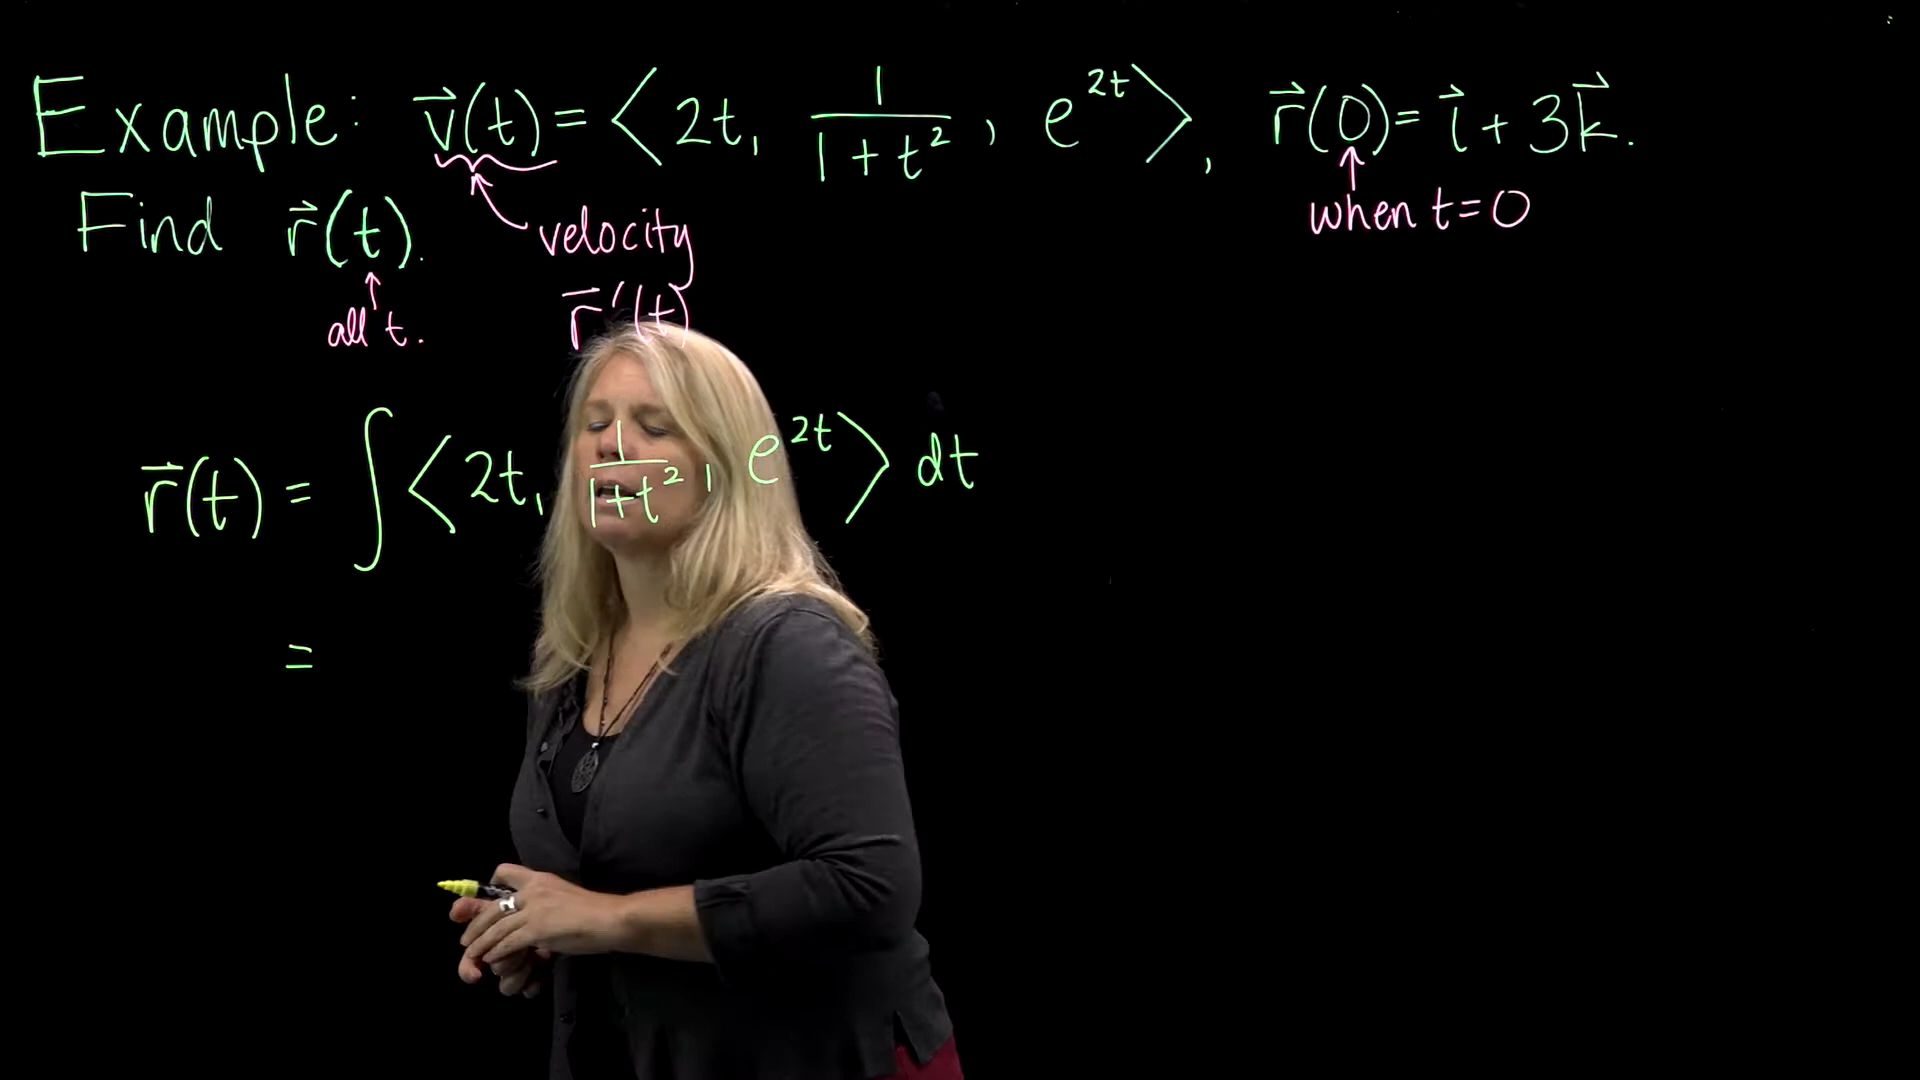 Example: v⃗(t) = ⟨2t, 1/(1+t²), e^{2t}⟩, r⃗(0) = i⃗ + 3k⃗.
Find r⃗(t).
velocity
when t=0
all t.
r⃗′(t)
r⃗(t) = ∫⟨2t, 1/(1+t²), e^{2t}⟩ dt
=